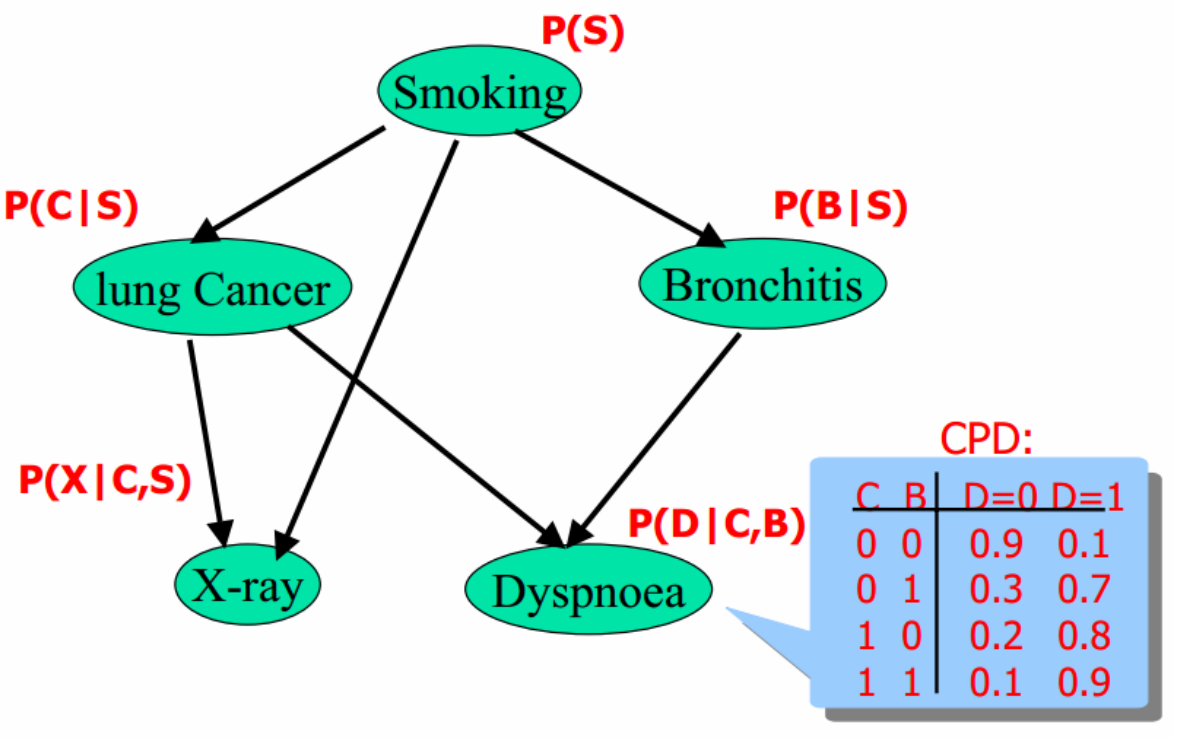 P(S)
Smoking
P(C|S)
P(B|S)
lung Cancer
Bronchitis
P(X|C,S)
X-ray
P(D|C,B)
Dyspnoea
CPD:
C B D=0 D=1
0 0 0.9 0.1
0 1 0.3 0.7
1 0 0.2 0.8
1 1 0.1 0.9